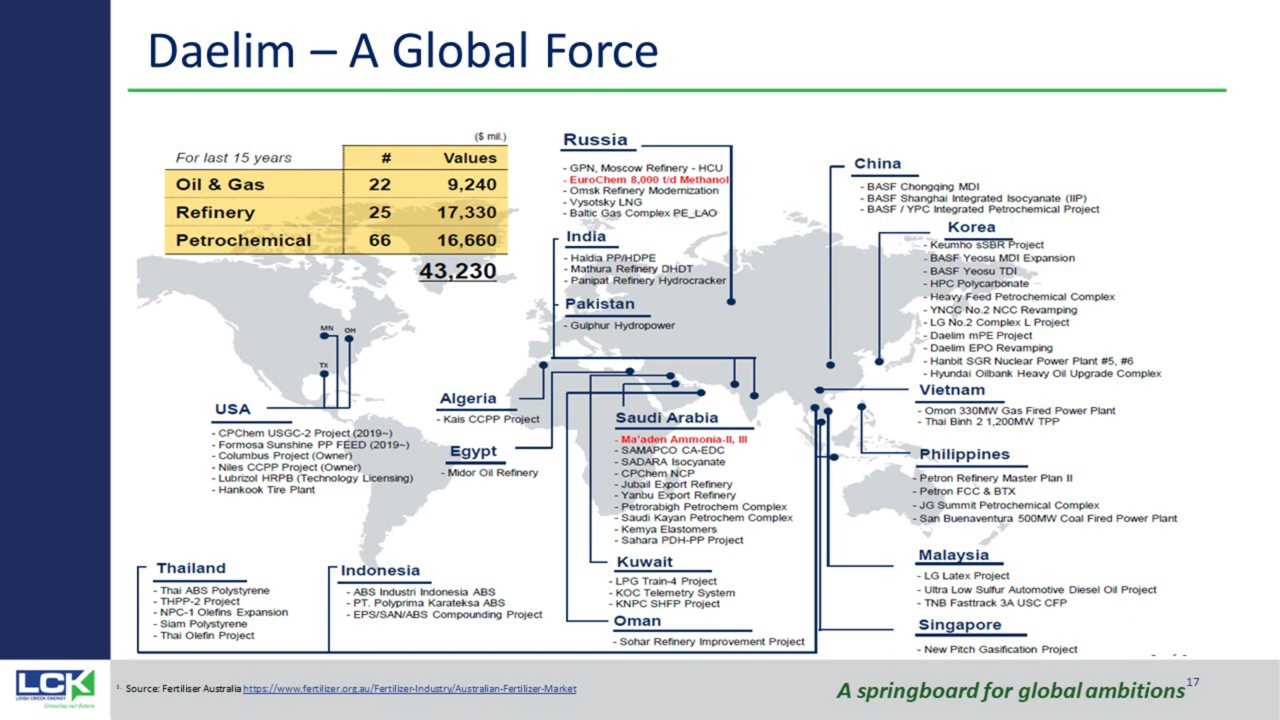 Daelim – A Global Force
($ mil.)
For last 15 years # Values
Oil & Gas 22 9,240
Refinery 25 17,330
Petrochemical 66 16,660
43,230
Russia
- GPN, Moscow Refinery - HCU
- EuroChem 8,000 t/d Methanol
- Omsk Refinery Modernization
- Vysotsky LNG
- Baltic Gas Complex PE_LAO
India
- Haldia PP/HDPE
- Mathura Refinery DHDT
- Panipat Refinery Hydrocracker
Pakistan
- Gulphur Hydropower
China
- BASF Chongqing MDI
- BASF Shanghai Integrated Isocyanate (IIP)
- BASF / YPC Integrated Petrochemical Project
Korea
- Keumho sSBR Project
- BASF Yeosu MDI Expansion
- BASF Yeosu TDI
- HPC Polycarbonate
- Heavy Feed Petrochemical Complex
- YNCC No.2 NCC Revamping
- LG No.2 Complex L Project
- Daelim mPE Project
- Daelim EPO Revamping
- Hanbit SGR Nuclear Power Plant #5, #6
- Hyundai Oilbank Heavy Oil Upgrade Complex
MN OH
TX
USA
- CPChem USGC-2 Project (2019~)
- Formosa Sunshine PP FEED (2019~)
- Columbus Project (Owner)
- Niles CCPP Project (Owner)
- Lubrizol HRPB (Technology Licensing)
- Hankook Tire Plant
Algeria
- Kais CCPP Project
Egypt
- Midor Oil Refinery
Saudi Arabia
- Ma'aden Ammonia-II, III
- SAMAPCO CA-EDC
- SADARA Isocyanate
- CPChem NCP
- Jubail Export Refinery
- Yanbu Export Refinery
- Petrorabigh Petrochem Complex
- Saudi Kayan Petrochem Complex
- Kemya Elastomers
- Sahara PDH-PP Project
Vietnam
- Omon 330MW Gas Fired Power Plant
- Thai Binh 2 1,200MW TPP
Philippines
- Petron Refinery Master Plan II
- Petron FCC & BTX
- JG Summit Petrochemical Complex
- San Buenaventura 500MW Coal Fired Power Plant
Thailand
- Thai ABS Polystyrene
- THPP-2 Project
- NPC-1 Olefins Expansion
- Siam Polystyrene
- Thai Olefin Project
Indonesia
- ABS Industri Indonesia ABS
- PT. Polyprima Karateksa ABS
- EPS/SAN/ABS Compounding Project
Kuwait
- LPG Train-4 Project
- KOC Telemetry System
- KNPC SHFP Project
Oman
- Sohar Refinery Improvement Project
Malaysia
- LG Latex Project
- Ultra Low Sulfur Automotive Diesel Oil Project
- TNB Fasttrack 3A USC CFP
Singapore
- New Pitch Gasification Project
LCK
LEIGH CREEK ENERGY
Growing our future
1. Source: Fertiliser Australia https://www.fertilizer.org.au/Fertilizer-Industry/Australian-Fertilizer-Market
A springboard for global ambitions
17